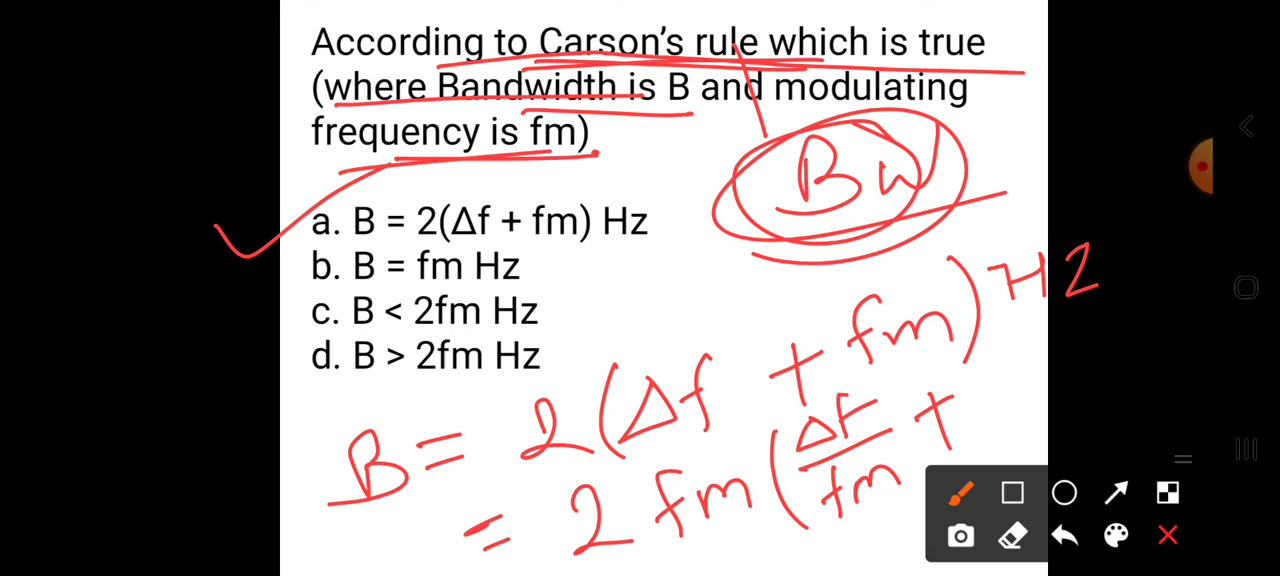 According to Carson's rule which is true
(where Bandwidth is B and modulating
frequency is fm)
BW
a. B = 2(Δf + fm) Hz
b. B = fm Hz
c. B < 2fm Hz
d. B > 2fm Hz
B = 2(Δf + fm) Hz
= 2 fm (Δf/fm +